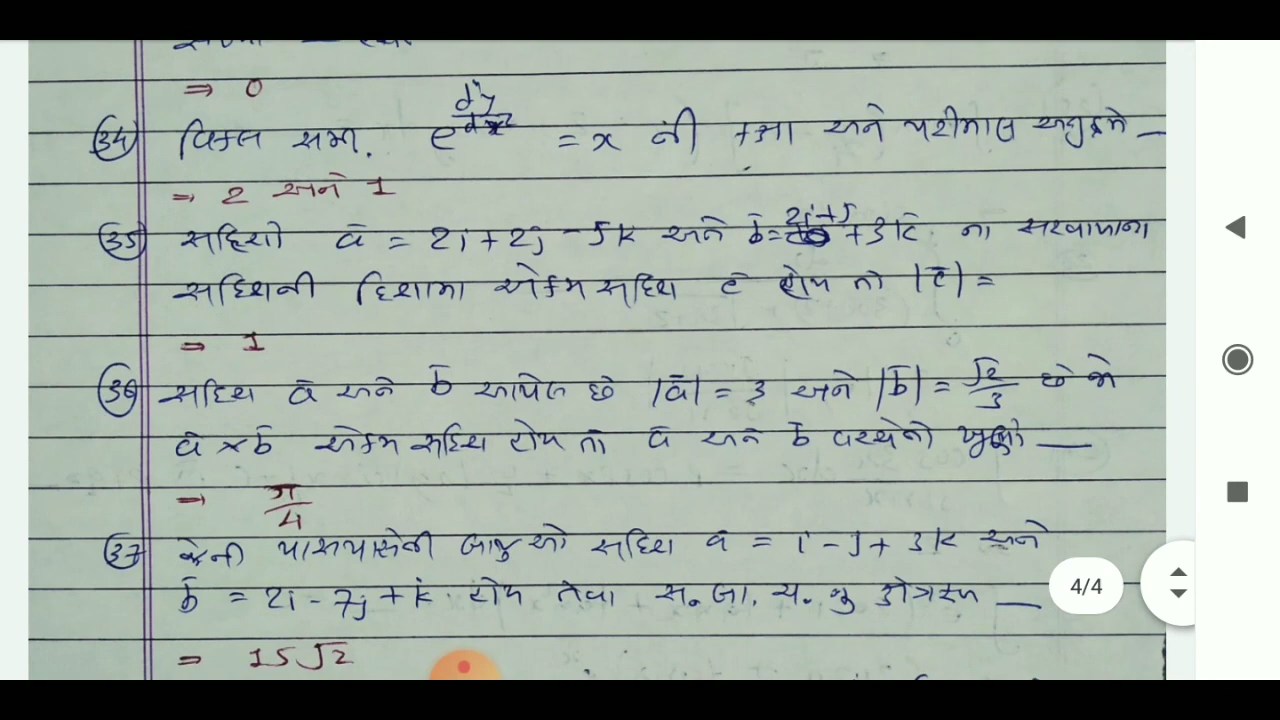 ⇒ 0
(34) વિકલ સમી. e^(d²y/dx²) = x ની કક્ષા અને પરીમાણ અનુક્રમે —
⇒ 2 અને 1
(35) સદિશો ā = 2i + 2j - 5k અને b̄ = 2i + j + 3k ના સરવાળાના
સદિશની દિશામા એકમ સદિશ c̄ હોય તો |c̄| =
⇒ 1
(36) સદિશ ā અને b̄ આપેલ છે |ā| = 3 અને |b̄| = √2/3 છે જો
ā × b̄ એકમ સદિશ હોય તો ā અને b̄ વચ્ચેનો ખુણો —
⇒ π/4
(37) જેની પાસપાસેની બાજુઓ સદિશ ā = i - j + 3k અને
b̄ = 2i - 7j + k હોય તેવા સ.બા.ચ. નુ ક્ષેત્રફળ —
⇒ 15√2
4/4